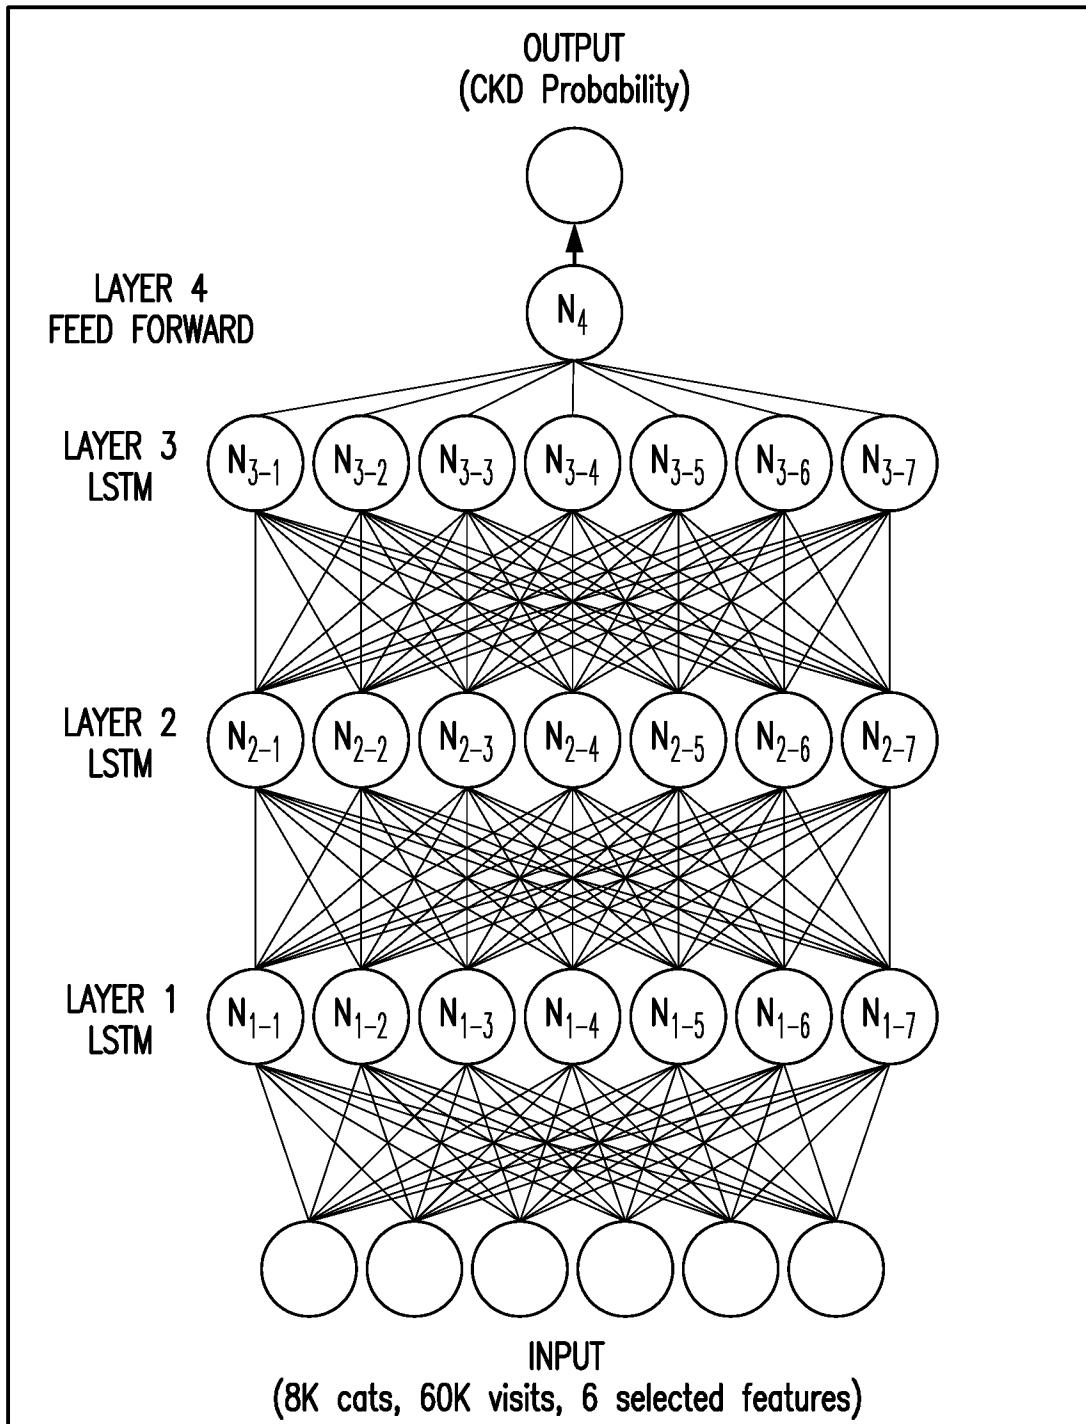 OUTPUT
(CKD Probability)
LAYER 4
FEED FORWARD
N4
LAYER 3
LSTM
N3-1 N3-2 N3-3 N3-4 N3-5 N3-6 N3-7
LAYER 2
LSTM
N2-1 N2-2 N2-3 N2-4 N2-5 N2-6 N2-7
LAYER 1
LSTM
N1-1 N1-2 N1-3 N1-4 N1-5 N1-6 N1-7
INPUT
(8K cats, 60K visits, 6 selected features)